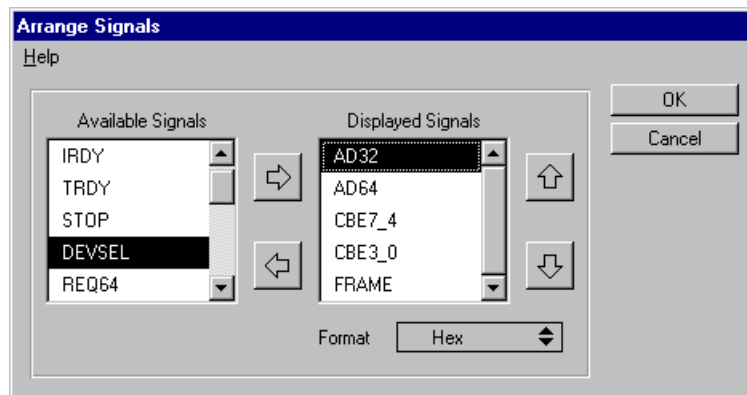 Arrange Signals
Help
Available Signals
IRDY
TRDY
STOP
DEVSEL
REQ64
Displayed Signals
AD32
AD64
CBE7_4
CBE3_0
FRAME
Format Hex
OK
Cancel